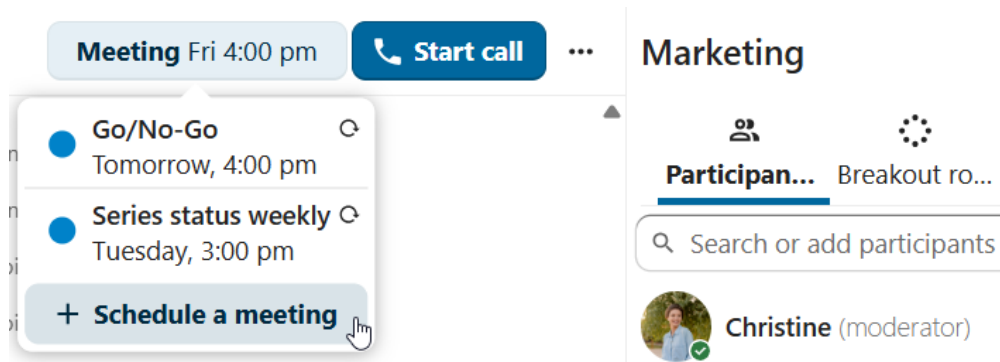 Meeting Fri 4:00 pm
Start call
Marketing
Go/No-Go
Tomorrow, 4:00 pm
Series status weekly
Tuesday, 3:00 pm
+ Schedule a meeting
Participan...
Breakout ro...
Search or add participants
Christine (moderator)